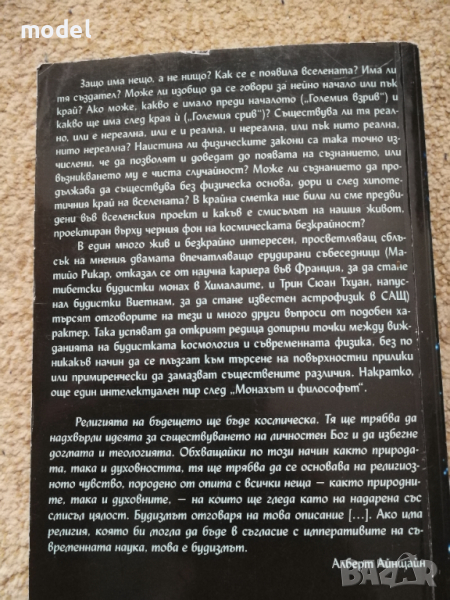 model
Защо има нещо, а не нищо? Как се е появила вселената? Има ли
тя създател? Може ли изобщо да се говори за нейно начало или пък
край? Ако може, какво е имало преди началото („Големия взрив“) и
какво ще има след края ѝ („Големия срив“)? Съществува ли тя реал-
но, или е нереална, или е и реална, и нереална, или пък нито реална,
нито нереална? Наистина ли физическите закони са така точно из-
числени, че да позволят и доведат до появата на съзнанието, или
възникването му е чиста случайност? Може ли съзнанието да про-
дължава да съществува без физическа основа, дори и след хипоте-
тичния край на вселената? В крайна сметка ние били ли сме предви-
дени във вселенския проект и какъв е смисълът на нашия живот,
проектиран върху черния фон на космическата безкрайност?
В един много жив и безкрайно интересен, просветляващ сблъ-
сък на мнения двамата впечатляващо ерудирани събеседници (Ма-
тийо Рикар, отказал се от научна кариера във Франция, за да стане
тибетски будистки монах в Хималаите, и Трин Сюан Тхуан, напус-
нал будистки Виетнам, за да стане известен астрофизик в САЩ)
търсят отговорите на тези и много други въпроси от подобен ха-
рактер. Така успяват да открият редица допирни точки между виж-
данията на будистката космология и съвременната физика, без по
никакъв начин да се плъзгат към търсене на повърхностни прилики
или примиренчески да замазват съществените различия. Накратко,
още един интелектуален пир след „Монахът и философът“.
Религията на бъдещето ще бъде космическа. Тя ще трябва да
надхвърли идеята за съществуването на личностен Бог и да избегне
догмата и теологията. Обхващайки по този начин както природа-
та, така и духовността, тя ще трябва да се основава на религиоз-
ното чувство, породено от опита с всички неща – както природни-
те, така и духовните, – на които ще гледа като на надарена със
смисъл цялост. Будизмът отговаря на това описание [...]. Ако има
религия, която би могла да бъде в съгласие с императивите на съ-
временната наука, това е будизмът.
Алберт Айнщайн
bazar.bg